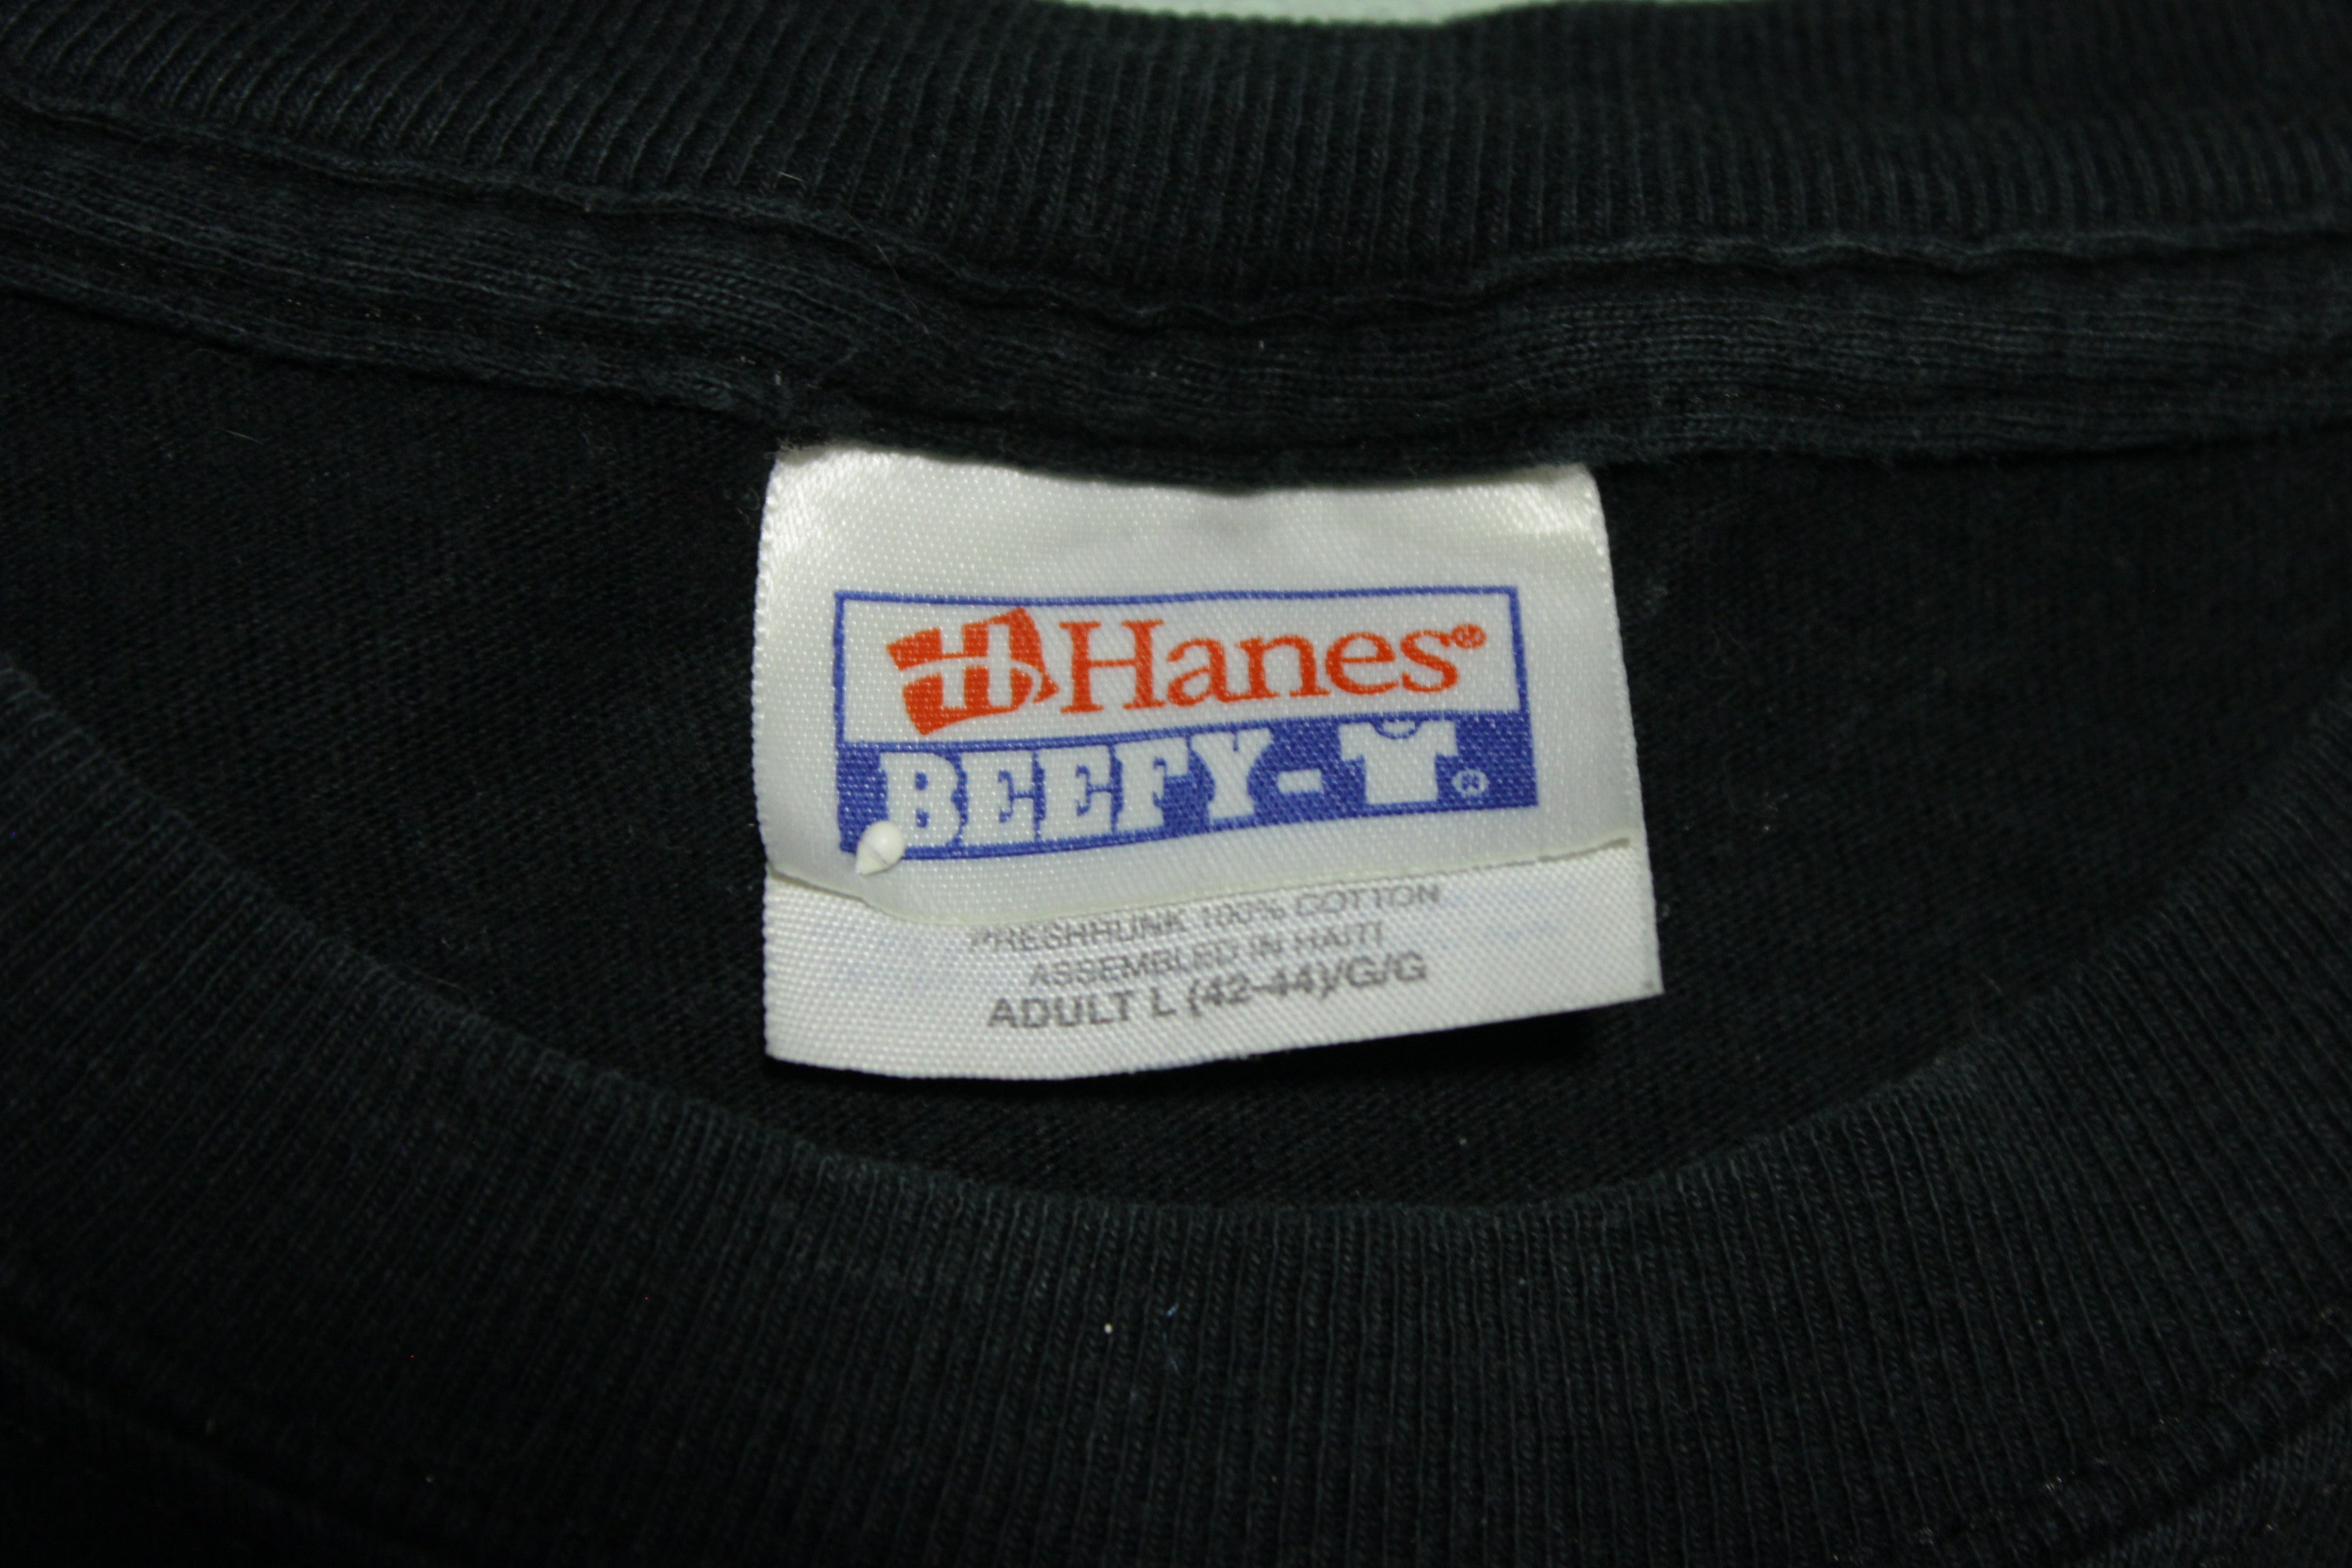 Hanes®
BEEFY-T®
PRESHRUNK 100% COTTON
ASSEMBLED IN HAITI
ADULT L (42-44)/G/G